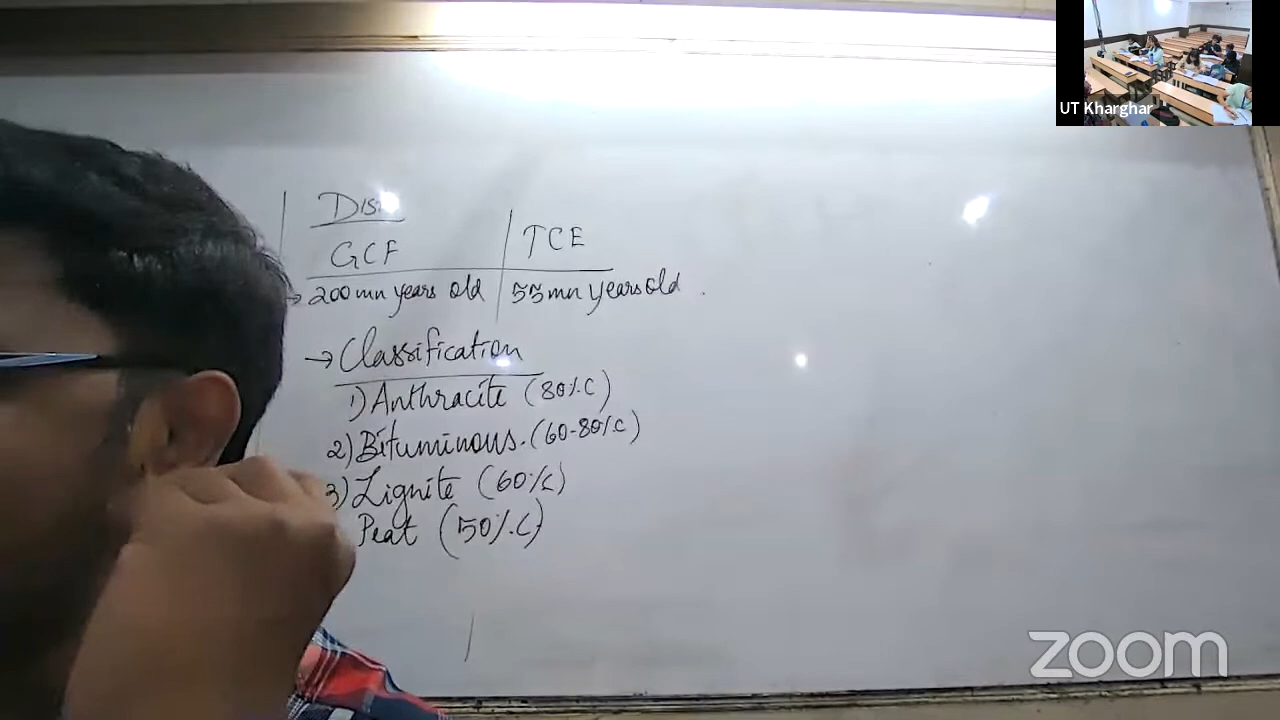 UT Kharghar
GCF | TCE
→ 200 mn years old | 55 mn years old.
→ Classification
1) Anthracite (80% C)
2) Bituminous. (60-80% C)
3) Lignite (60% C)
Peat (50% C)
zoom